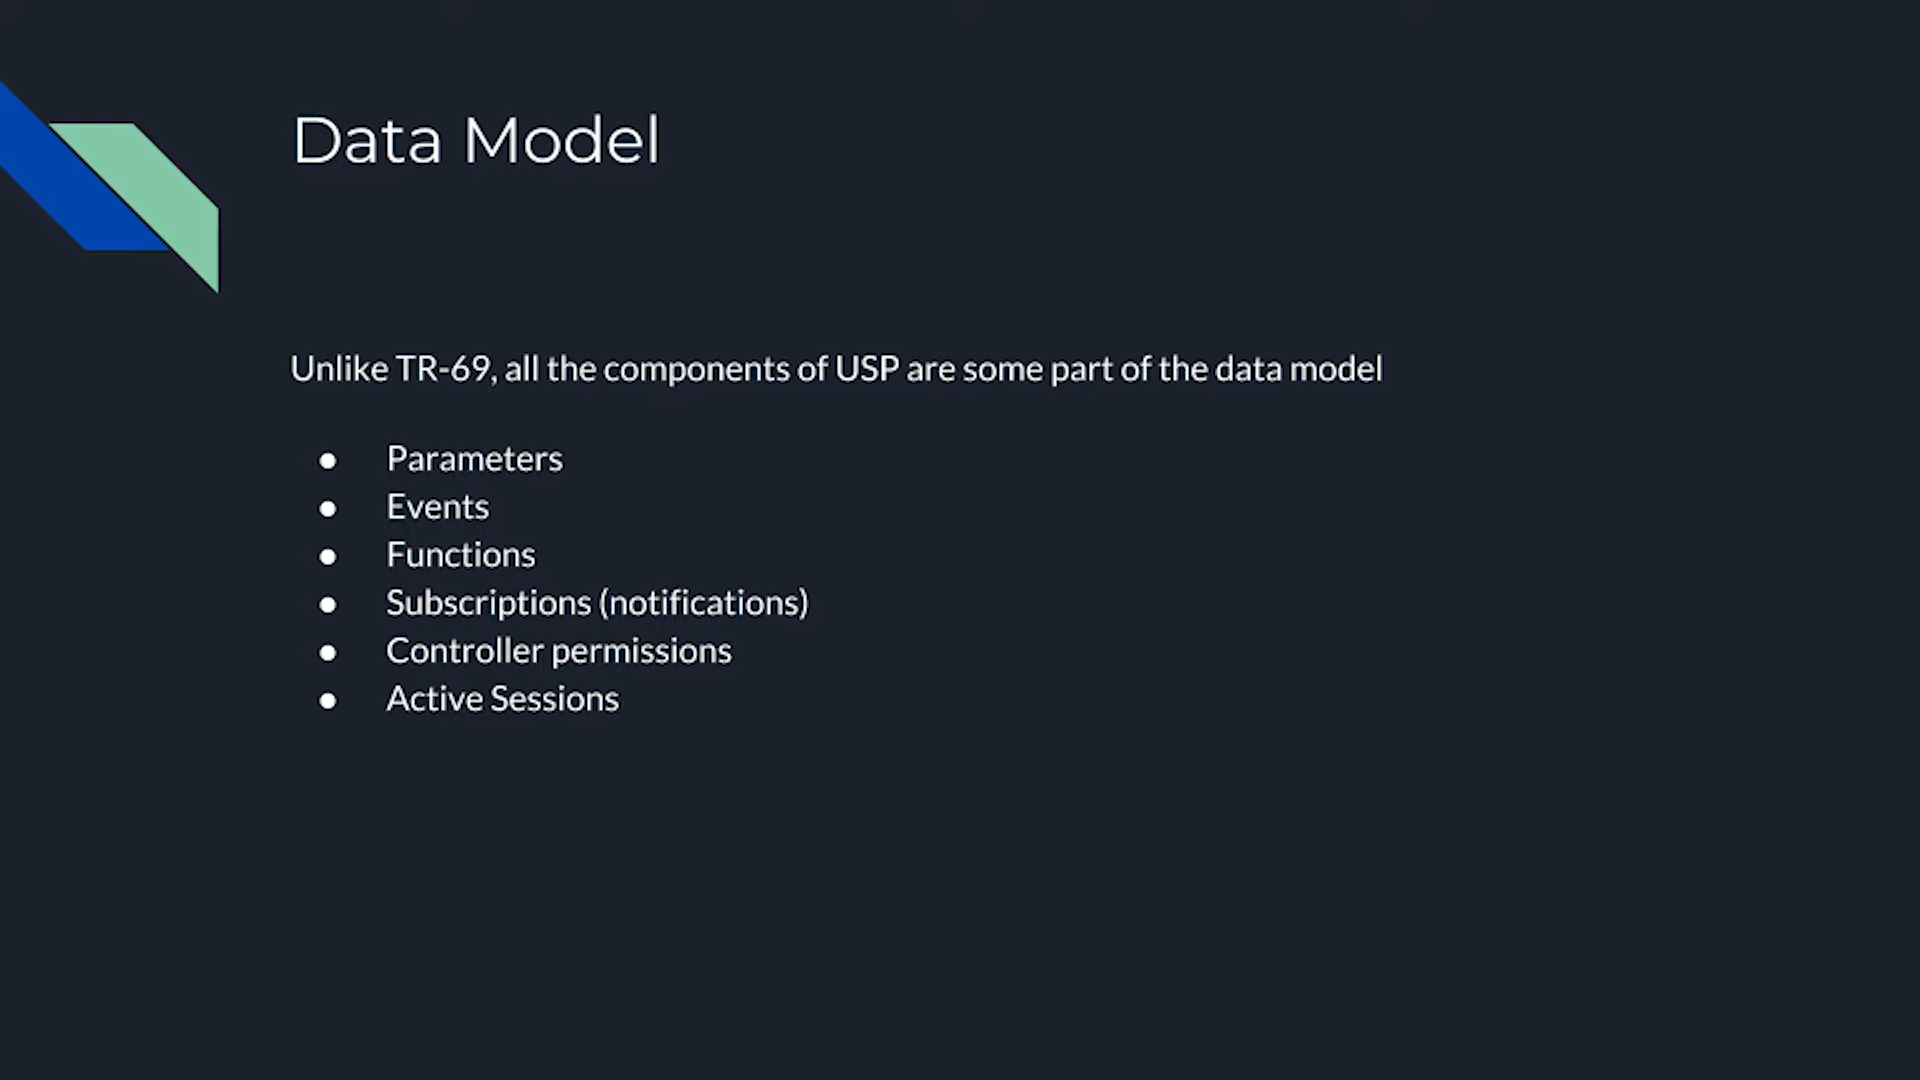 Data Model
Unlike TR-69, all the components of USP are some part of the data model
● Parameters
● Events
● Functions
● Subscriptions (notifications)
● Controller permissions
● Active Sessions